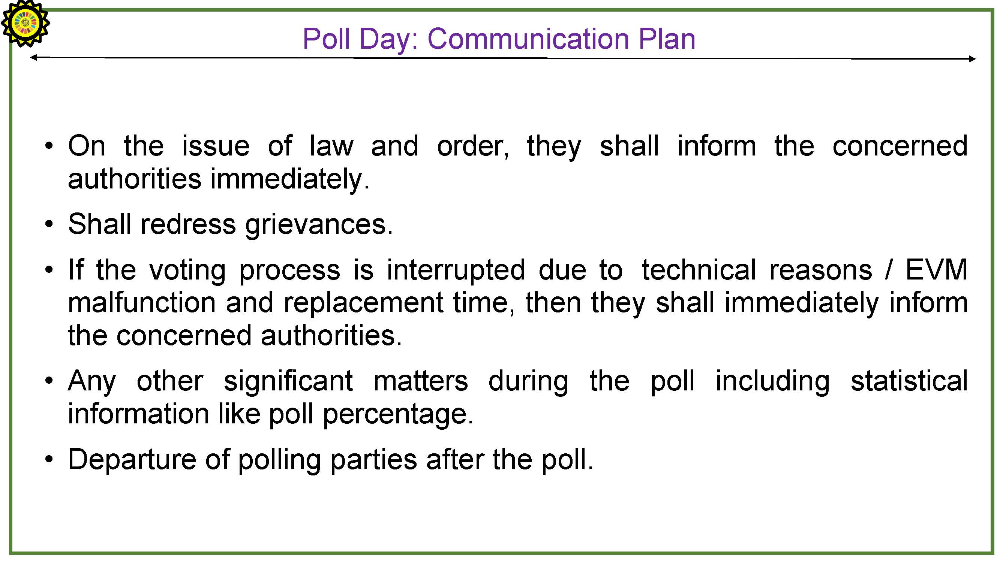 Poll Day: Communication Plan
• On the issue of law and order, they shall inform the concerned
authorities immediately.
• Shall redress grievances.
• If the voting process is interrupted due to technical reasons / EVM
malfunction and replacement time, then they shall immediately inform
the concerned authorities.
• Any other significant matters during the poll including statistical
information like poll percentage.
• Departure of polling parties after the poll.